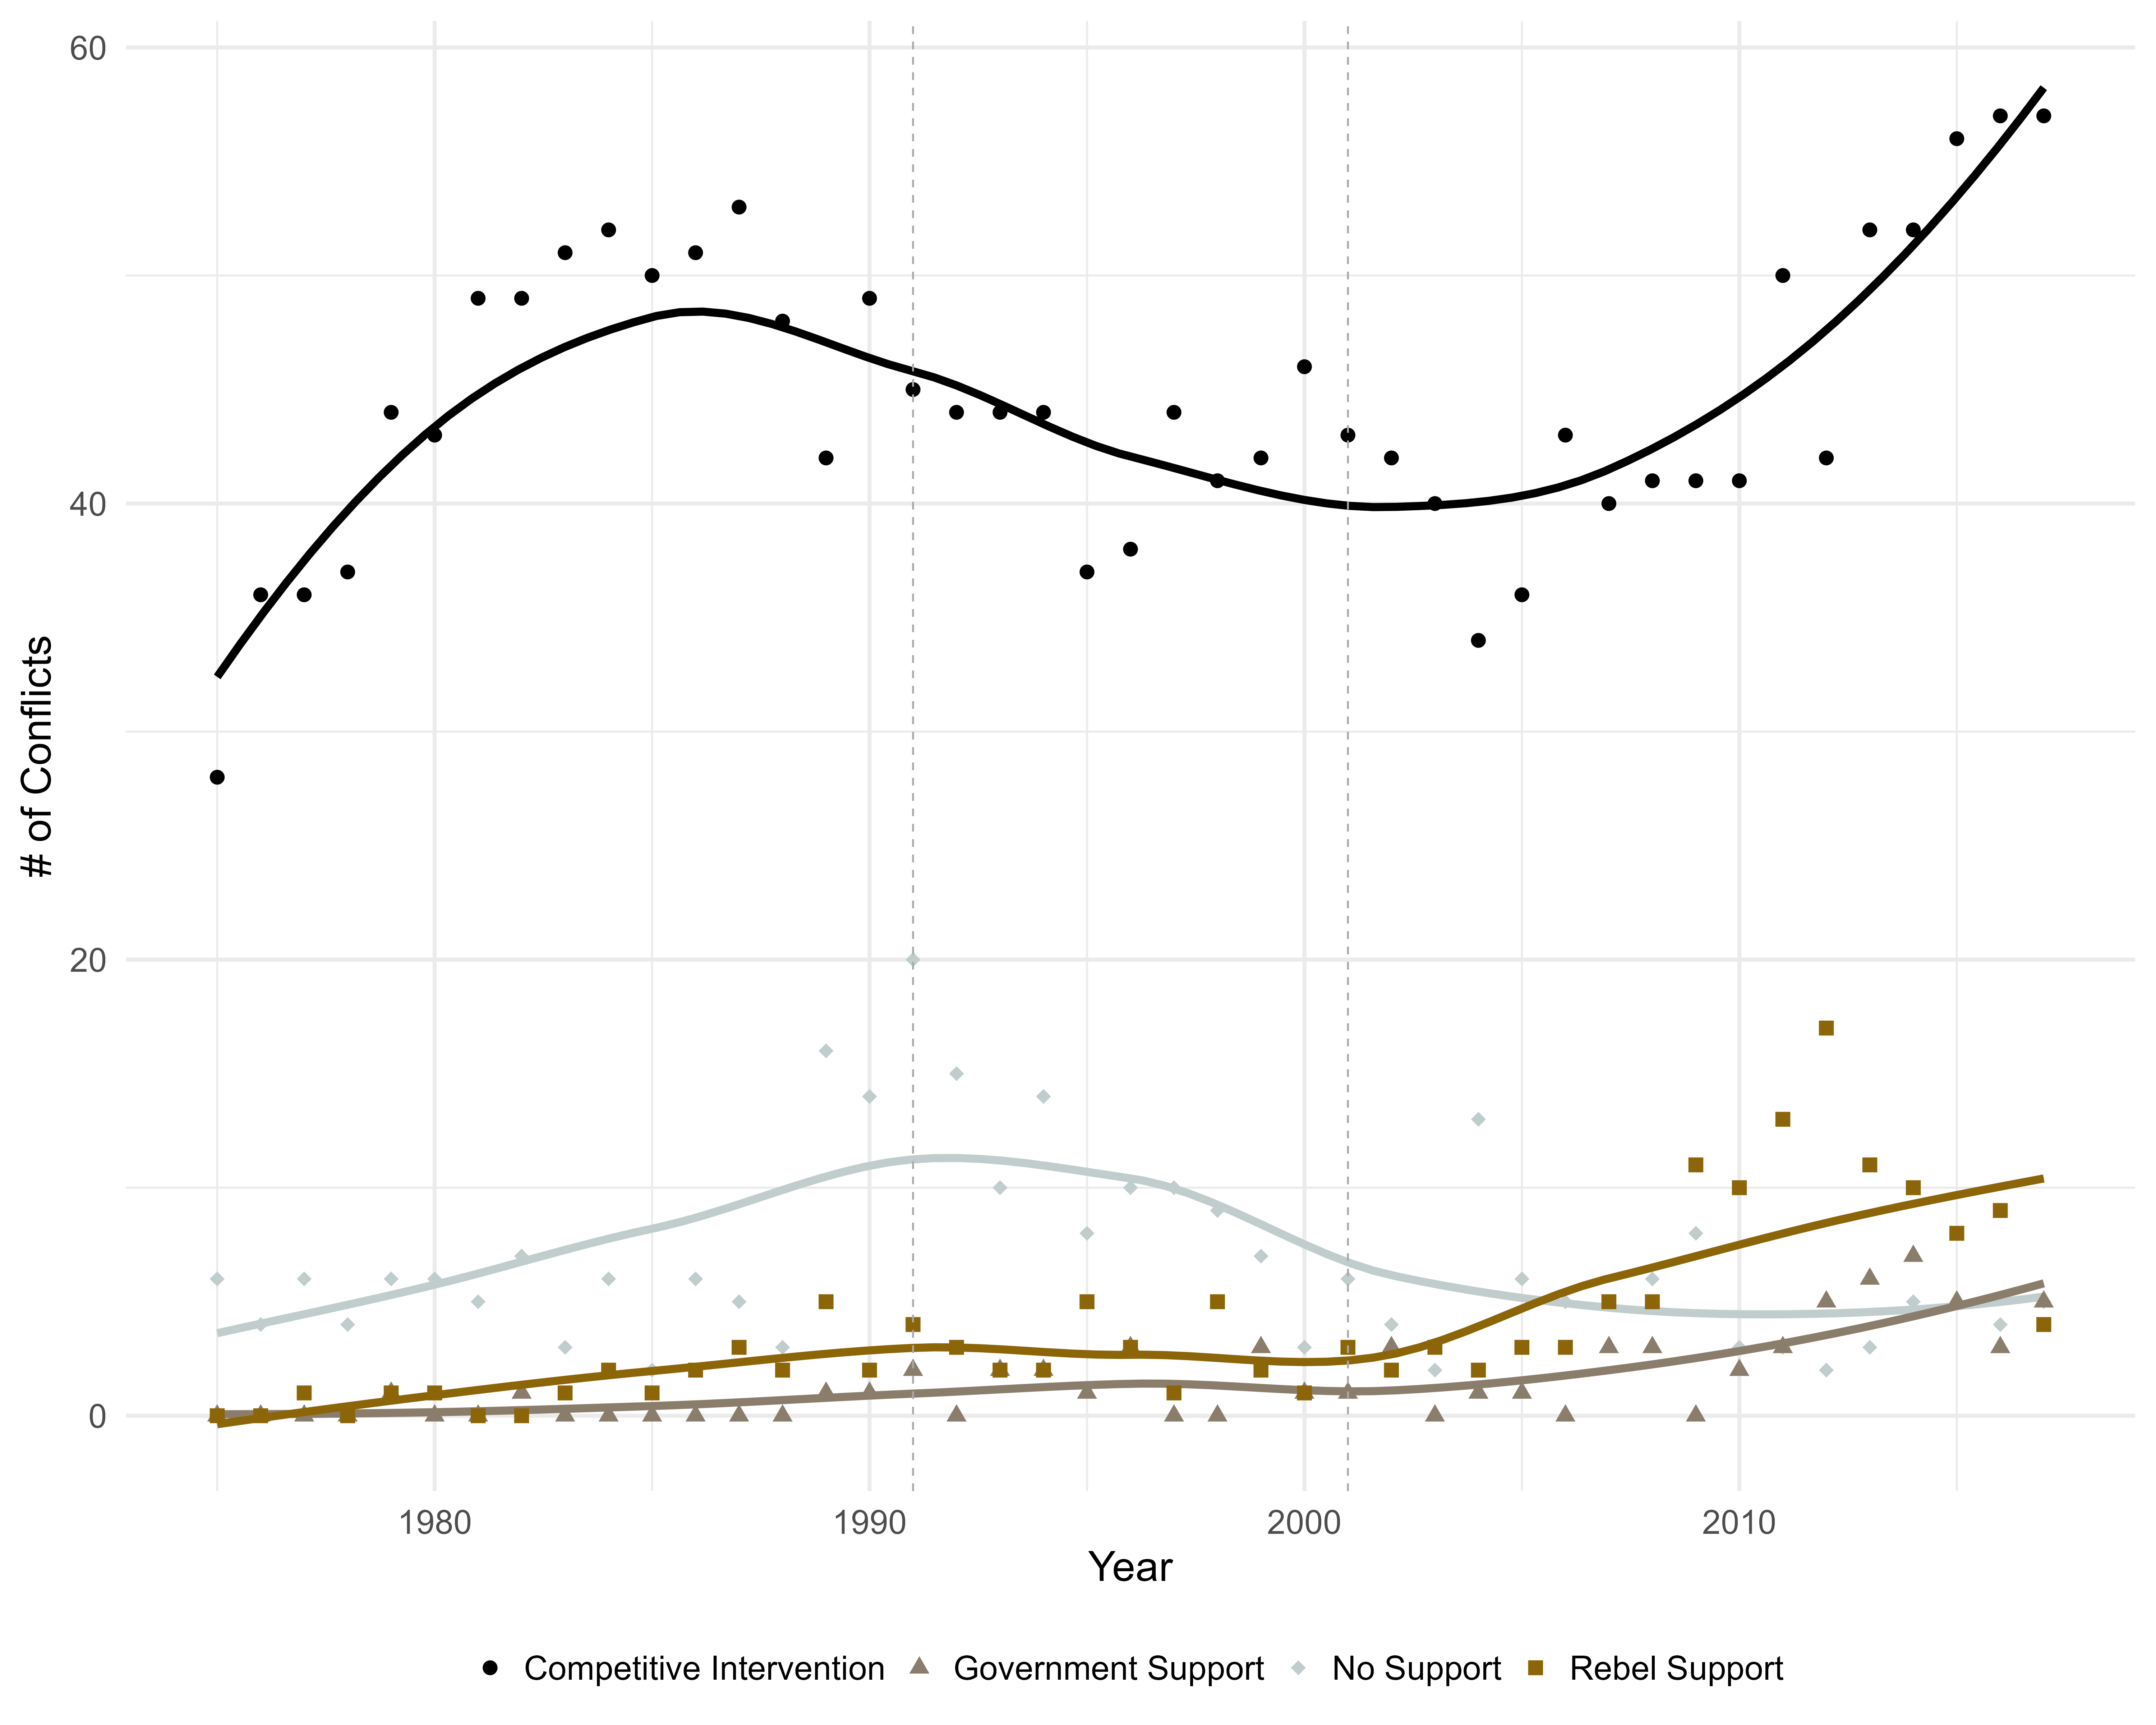 60
40
20
0
# of Conflicts
1980 1990 2000 2010
Year
Competitive Intervention Government Support No Support Rebel Support